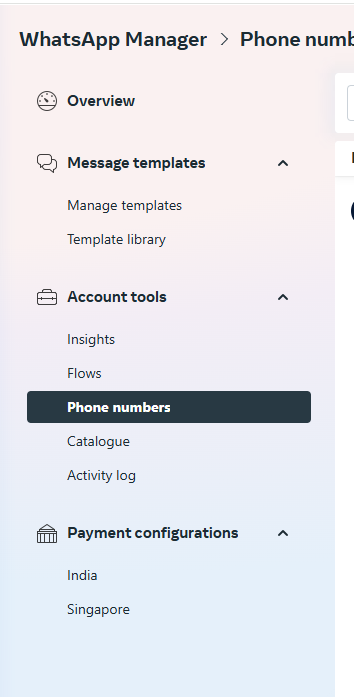 WhatsApp Manager > Phone numb
Overview
Message templates
Manage templates
Template library
Account tools
Insights
Flows
Phone numbers
Catalogue
Activity log
Payment configurations
India
Singapore